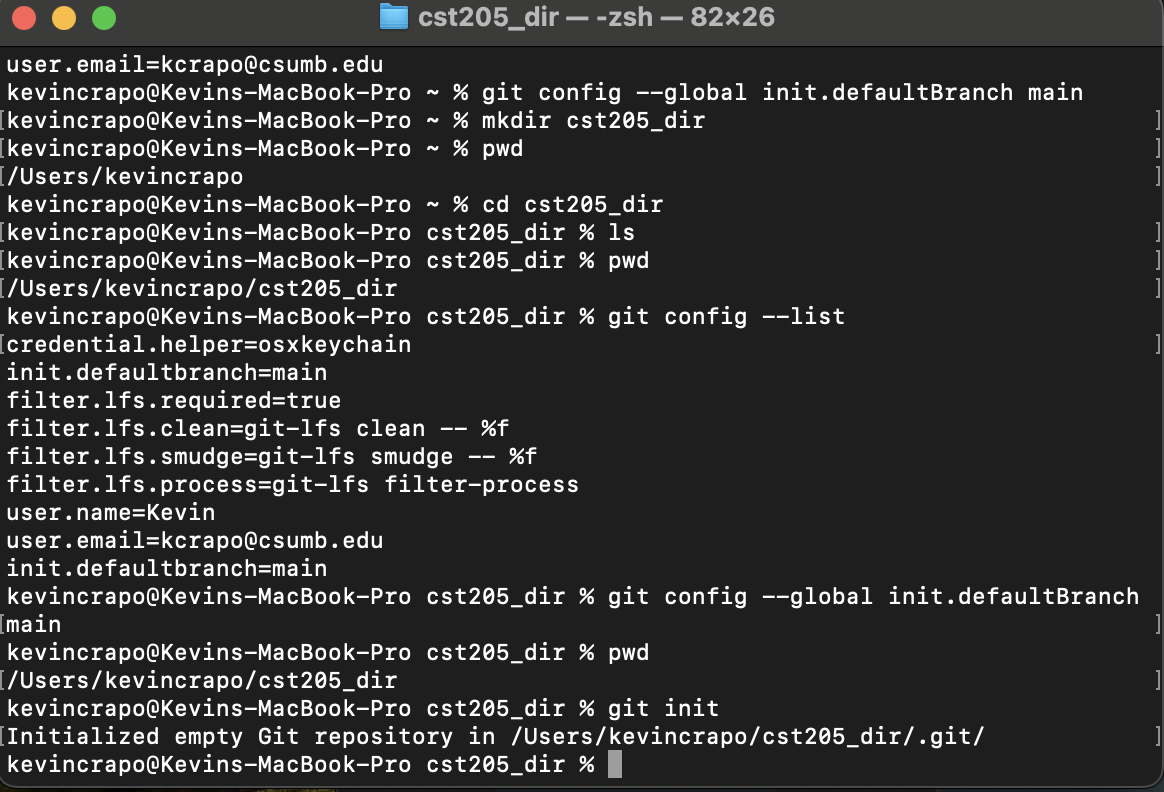 cst205_dir — -zsh — 82×26
user.email=kcrapo@csumb.edu
kevincrapo@Kevins-MacBook-Pro ~ % git config --global init.defaultBranch main
[kevincrapo@Kevins-MacBook-Pro ~ % mkdir cst205_dir ]
[kevincrapo@Kevins-MacBook-Pro ~ % pwd ]
[/Users/kevincrapo ]
kevincrapo@Kevins-MacBook-Pro ~ % cd cst205_dir
[kevincrapo@Kevins-MacBook-Pro cst205_dir % ls ]
[kevincrapo@Kevins-MacBook-Pro cst205_dir % pwd ]
[/Users/kevincrapo/cst205_dir ]
kevincrapo@Kevins-MacBook-Pro cst205_dir % git config --list
[credential.helper=osxkeychain ]
init.defaultbranch=main
filter.lfs.required=true
filter.lfs.clean=git-lfs clean -- %f
filter.lfs.smudge=git-lfs smudge -- %f
filter.lfs.process=git-lfs filter-process
user.name=Kevin
user.email=kcrapo@csumb.edu
init.defaultbranch=main
kevincrapo@Kevins-MacBook-Pro cst205_dir % git config --global init.defaultBranch
[main ]
kevincrapo@Kevins-MacBook-Pro cst205_dir % pwd
[/Users/kevincrapo/cst205_dir ]
kevincrapo@Kevins-MacBook-Pro cst205_dir % git init
[Initialized empty Git repository in /Users/kevincrapo/cst205_dir/.git/ ]
kevincrapo@Kevins-MacBook-Pro cst205_dir %